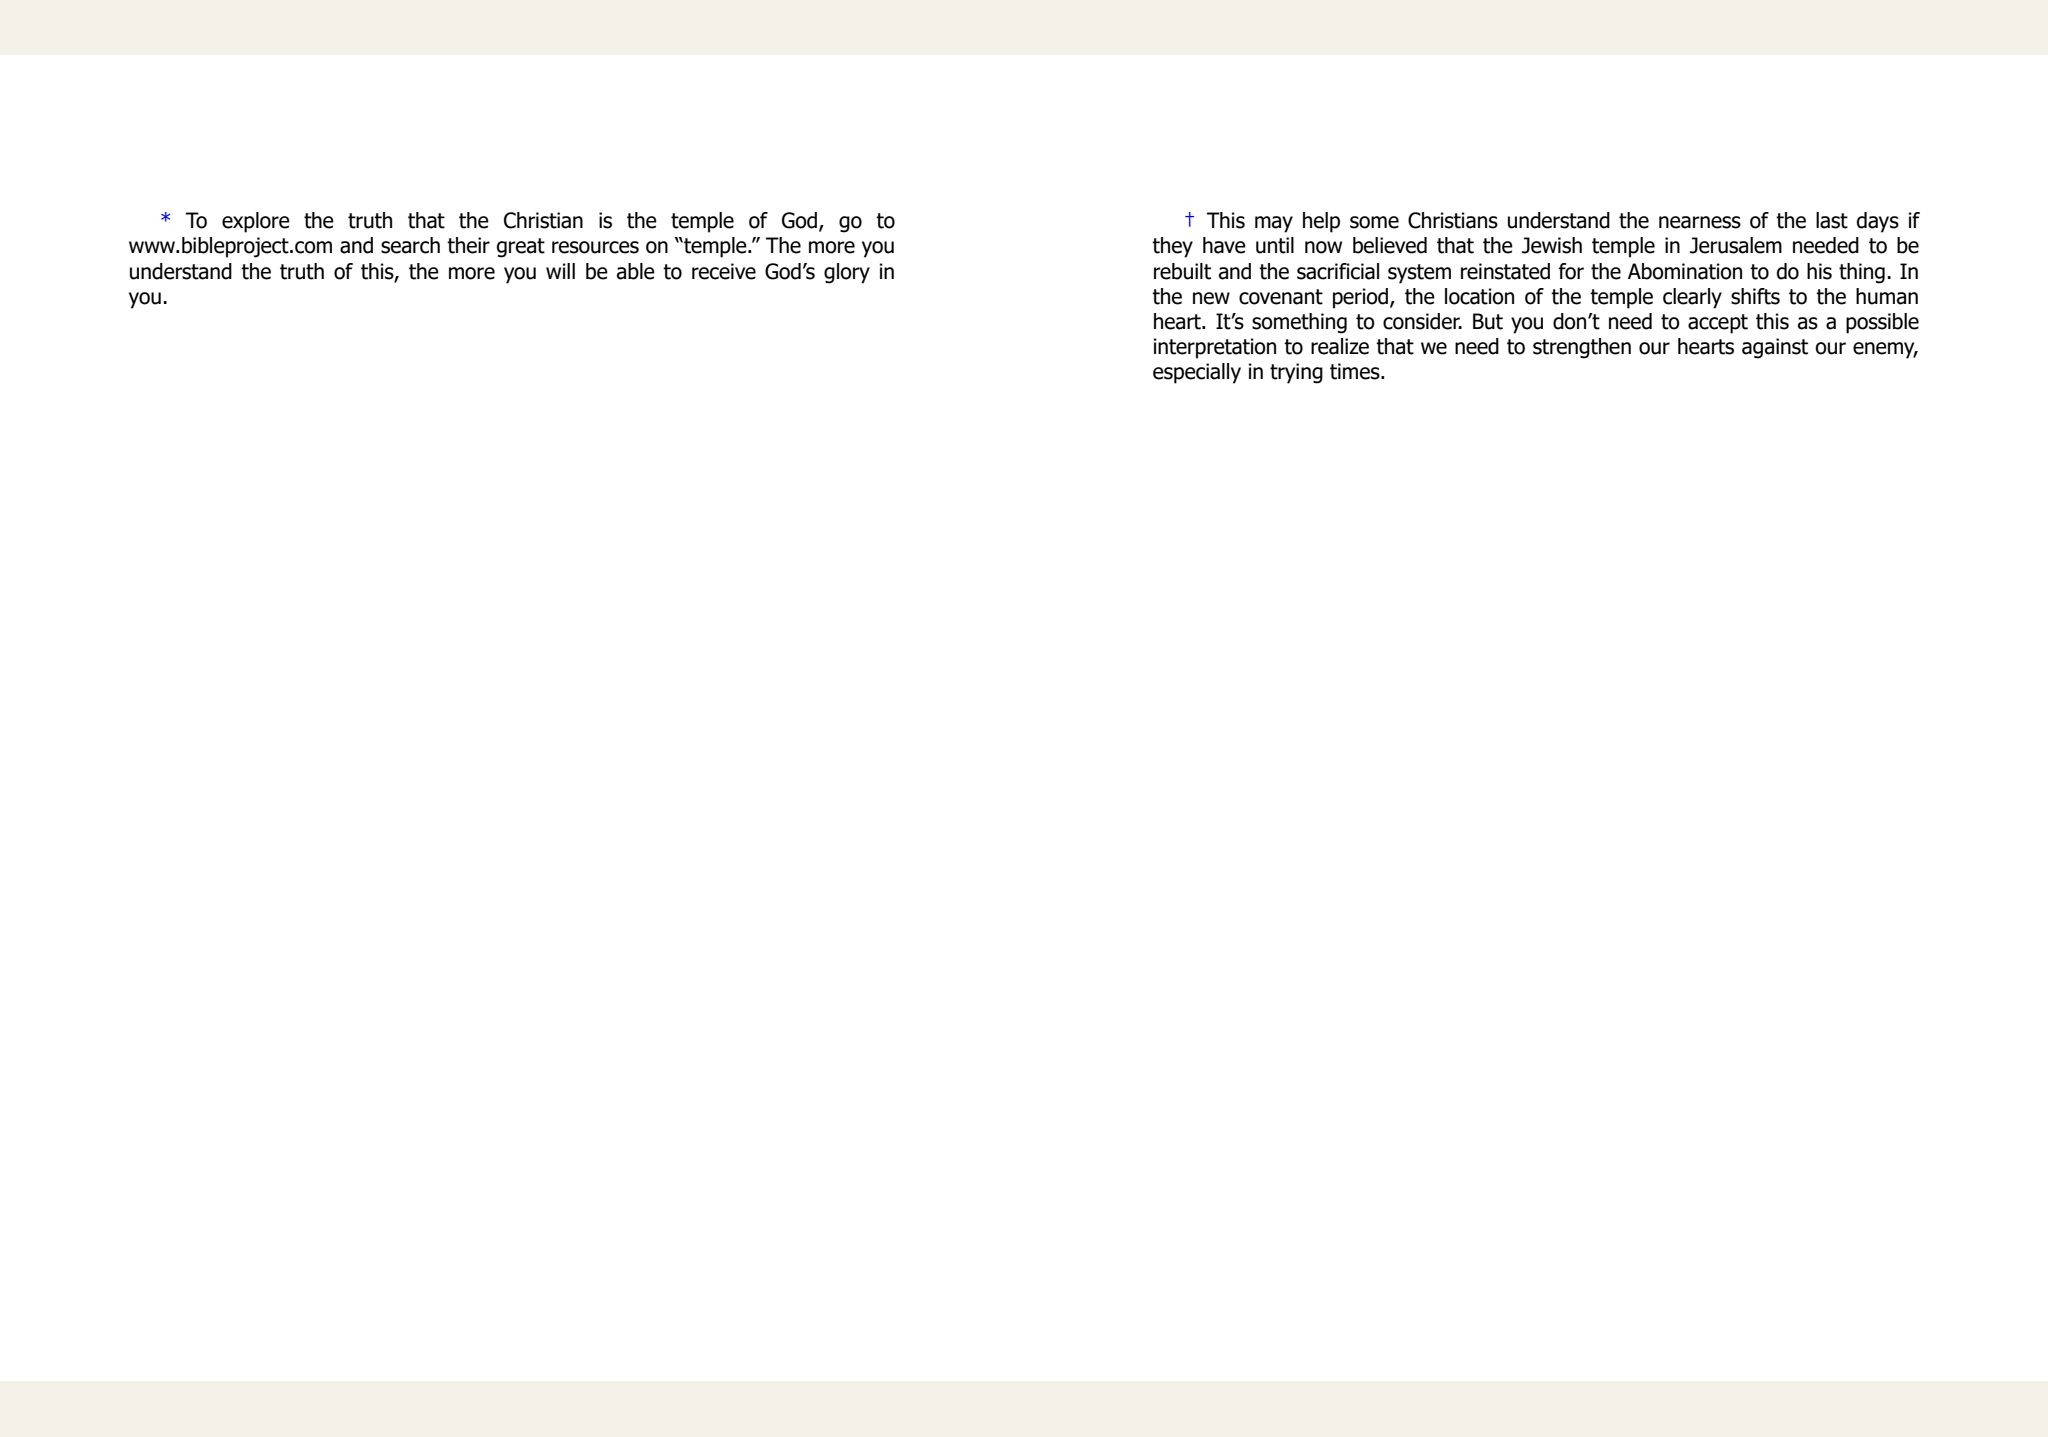 * To explore the truth that the Christian is the temple of God, go to
www.bibleproject.com and search their great resources on “temple.” The more you
understand the truth of this, the more you will be able to receive God’s glory in
you.
† This may help some Christians understand the nearness of the last days if
they have until now believed that the Jewish temple in Jerusalem needed to be
rebuilt and the sacrificial system reinstated for the Abomination to do his thing. In
the new covenant period, the location of the temple clearly shifts to the human
heart. It’s something to consider. But you don’t need to accept this as a possible
interpretation to realize that we need to strengthen our hearts against our enemy,
especially in trying times.